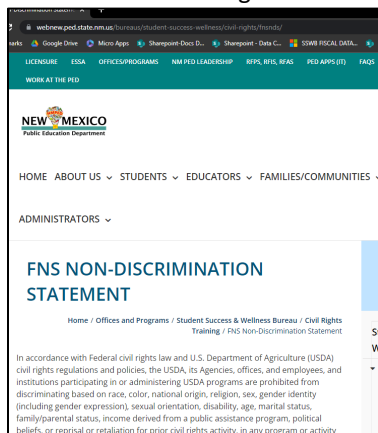 webnew.ped.state.nm.us/bureaus/student-success-wellness/civil-rights/fnsnds/
Google Drive Micro Apps Sharepoint-Docs D... Sharepoint - Data C... SSWB FISCAL DATA...
LICENSURE ESSA OFFICES/PROGRAMS NM PED LEADERSHIP RFPS, RFIS, RFAS PED APPS (IT) FAQS
WORK AT THE PED
NEW MEXICO
Public Education Department
HOME ABOUT US STUDENTS EDUCATORS FAMILIES/COMMUNITIES
ADMINISTRATORS
FNS NON-DISCRIMINATION
STATEMENT
Home / Offices and Programs / Student Success & Wellness Bureau / Civil Rights
Training / FNS Non-Discrimination Statement
In accordance with Federal civil rights law and U.S. Department of Agriculture (USDA)
civil rights regulations and policies, the USDA, its Agencies, offices, and employees, and
institutions participating in or administering USDA programs are prohibited from
discriminating based on race, color, national origin, religion, sex, gender identity
(including gender expression), sexual orientation, disability, age, marital status,
family/parental status, income derived from a public assistance program, political
beliefs, or reprisal or retaliation for prior civil rights activity, in any program or activity